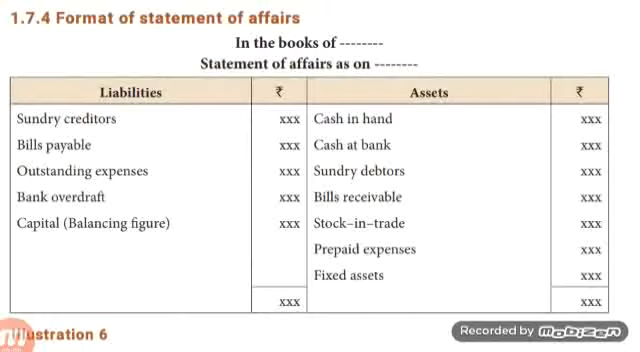 1.7.4 Format of statement of affairs
In the books of --------
Statement of affairs as on --------
Liabilities ₹ Assets ₹
Sundry creditors xxx Cash in hand xxx
Bills payable xxx Cash at bank xxx
Outstanding expenses xxx Sundry debtors xxx
Bank overdraft xxx Bills receivable xxx
Capital (Balancing figure) xxx Stock–in–trade xxx
Prepaid expenses xxx
Fixed assets xxx
xxx xxx
ustration 6
Recorded by mobizen